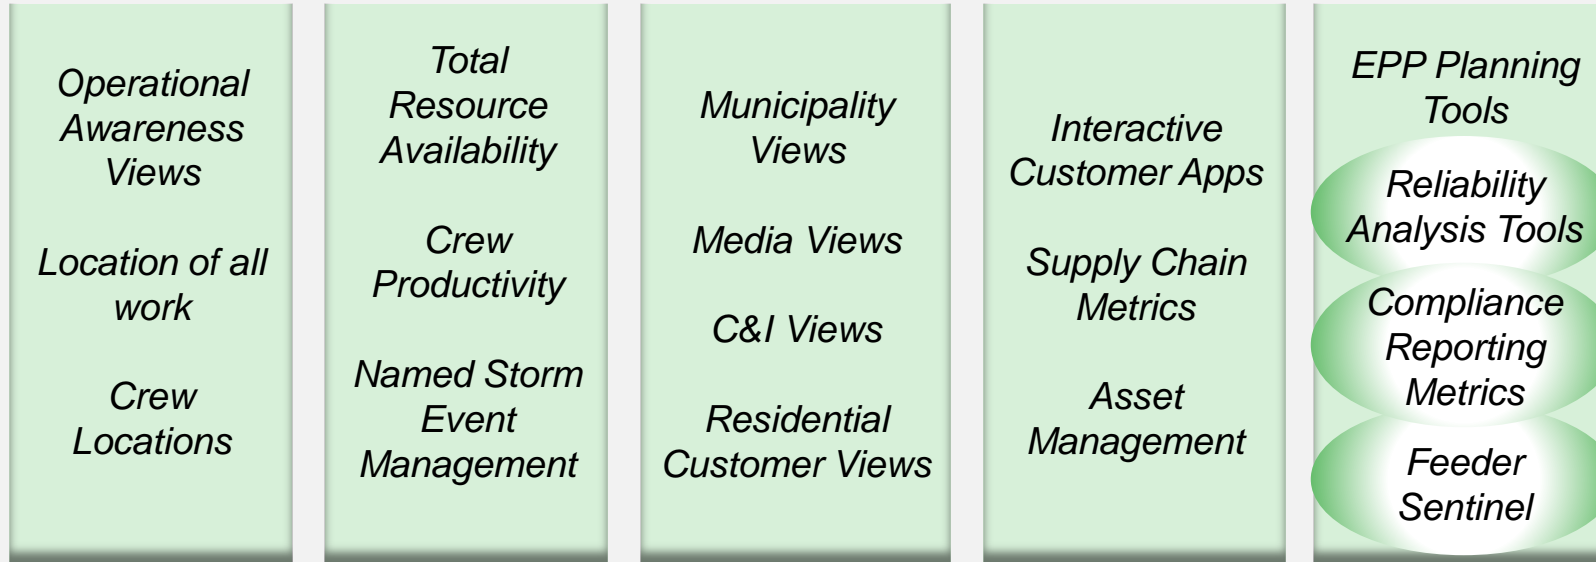 Operational
Awareness
Views
Location of all
work
Crew
Locations
Total
Resource
Availability
Crew
Productivity
Named Storm
Event
Management
Municipality
Views
Media Views
C&I Views
Residential
Customer Views
Interactive
Customer Apps
Supply Chain
Metrics
Asset
Management
EPP Planning
Tools
Reliability
Analysis Tools
Compliance
Reporting
Metrics
Feeder
Sentinel